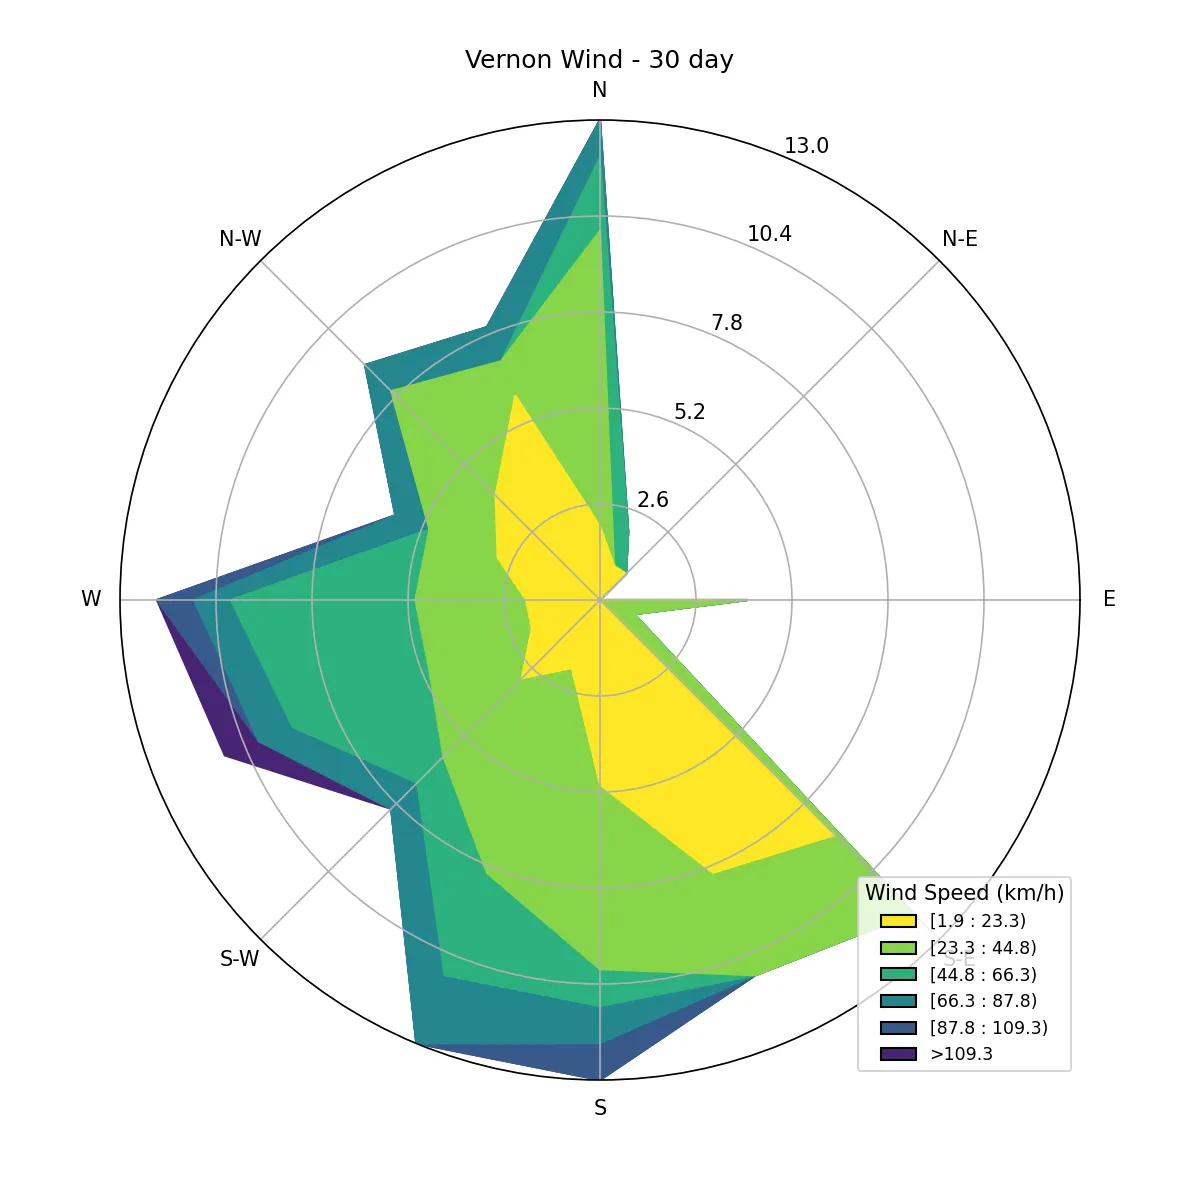 Vernon Wind - 30 day
N
13.0
N-W
10.4
N-E
7.8
5.2
2.6
W
E
Wind Speed (km/h)
[1.9 : 23.3)
[23.3 : 44.8)
S-W
S-E
[44.8 : 66.3)
[66.3 : 87.8)
[87.8 : 109.3)
>109.3
S